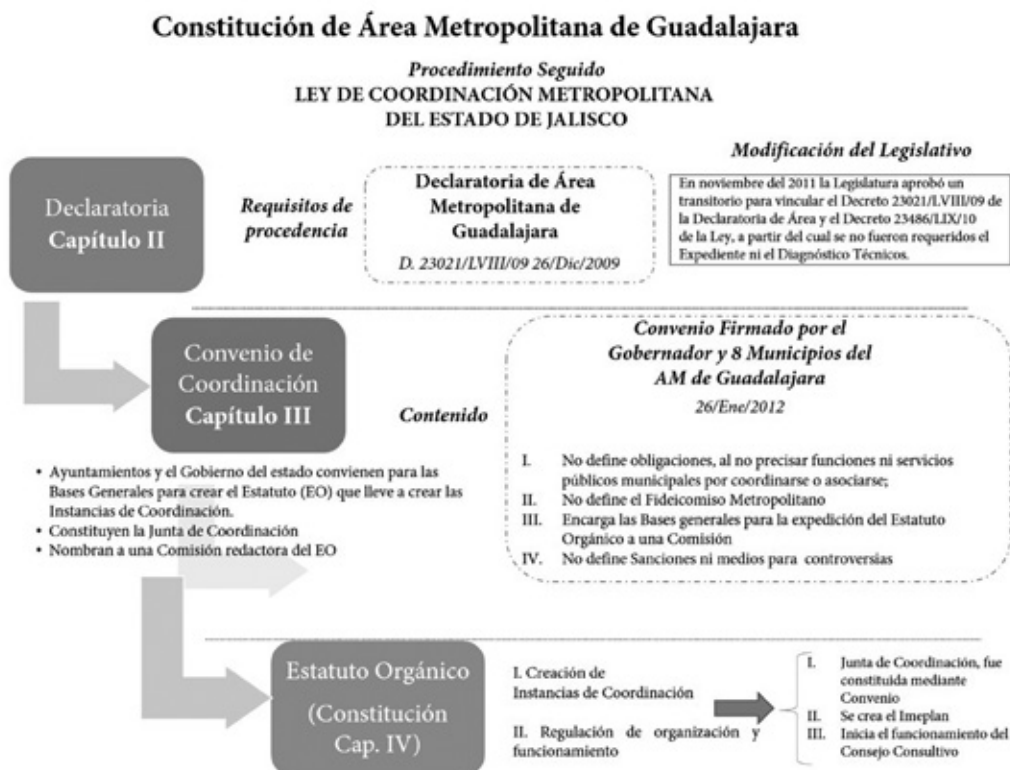 Constitución de Área Metropolitana de Guadalajara
Procedimiento Seguido
LEY DE COORDINACIÓN METROPOLITANA
DEL ESTADO DE JALISCO
Declaratoria
Capítulo II
Requisitos de
procedencia
Declaratoria de Área
Metropolitana de
Guadalajara
D. 23021/LVIII/09 26/Dic/2009
Modificación del Legislativo
En noviembre del 2011 la Legislatura aprobó un
transitorio para vincular el Decreto 23021/LVIII/09 de
la Declaratoria de Área y el Decreto 23486/LIX/10
de la Ley, a partir del cual se no fueron requeridos el
Expediente ni el Diagnóstico Técnicos.
Convenio de
Coordinación
Capítulo III
• Ayuntamientos y el Gobierno del estado convienen para las
Bases Generales para crear el Estatuto (EO) que lleve a crear las
Instancias de Coordinación.
• Constituyen la Junta de Coordinación
• Nombran a una Comisión redactora del EO
Contenido
Convenio Firmado por el
Gobernador y 8 Municipios del
AM de Guadalajara
26/Ene/2012
I. No define obligaciones, al no precisar funciones ni servicios
públicos municipales por coordinarse o asociarse;
II. No define el Fideicomiso Metropolitano
III. Encarga las Bases generales para la expedición del Estatuto
Orgánico a una Comisión
IV. No define Sanciones ni medios para controversias
Estatuto Orgánico
(Constitución
Cap. IV)
I. Creación de
Instancias de Coordinación
II. Regulación de organización y
funcionamiento
I. Junta de Coordinación, fue
constituida mediante
Convenio
II. Se crea el Imeplan
III. Inicia el funcionamiento del
Consejo Consultivo